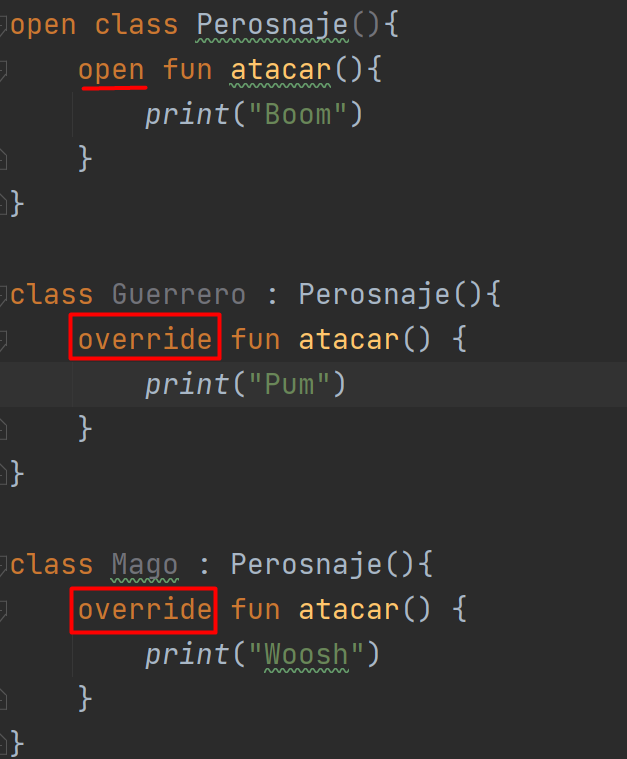 open class Perosnaje(){
open fun atacar(){
print("Boom")
}
}
class Guerrero : Perosnaje(){
override fun atacar() {
print("Pum")
}
}
class Mago : Perosnaje(){
override fun atacar() {
print("Woosh")
}
}